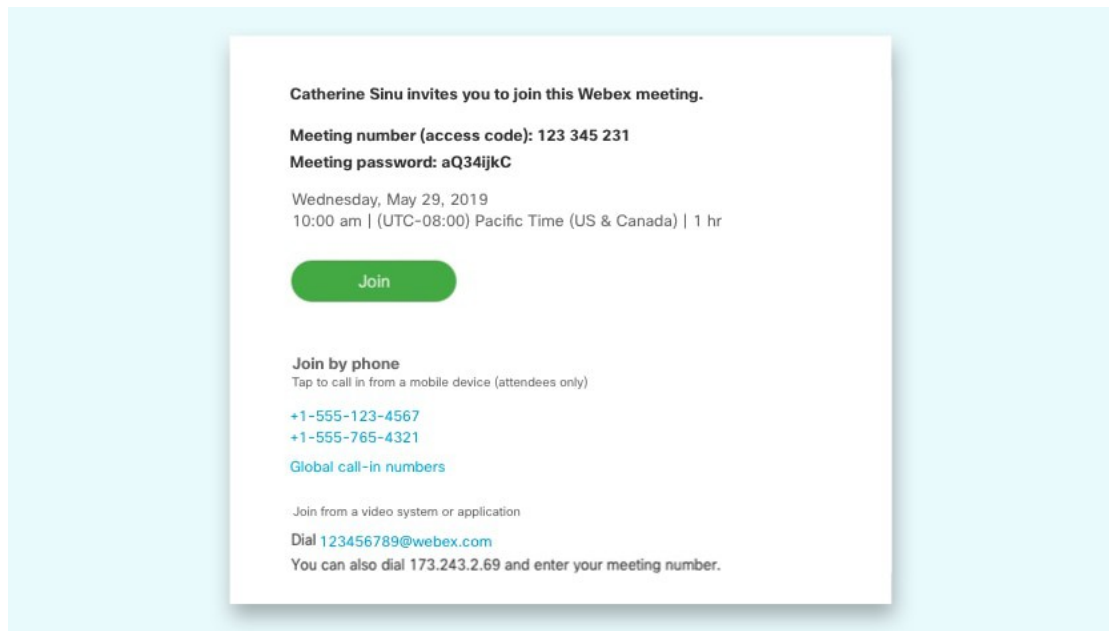 Catherine Sinu invites you to join this Webex meeting.
Meeting number (access code): 123 345 231
Meeting password: aQ34ijkC
Wednesday, May 29, 2019
10:00 am | (UTC-08:00) Pacific Time (US & Canada) | 1 hr
Join
Join by phone
Tap to call in from a mobile device (attendees only)
+1-555-123-4567
+1-555-765-4321
Global call-in numbers
Join from a video system or application
Dial 123456789@webex.com
You can also dial 173.243.2.69 and enter your meeting number.